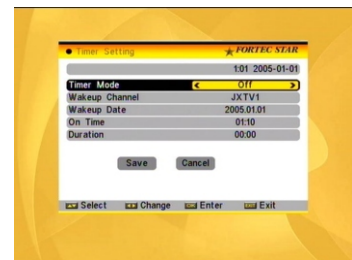 Timer Setting FORTEC STAR
1:01 2005-01-01
Timer Mode Off
Wakeup Channel JXTV1
Wakeup Date 2005.01.01
On Time 01:10
Duration 00:00
Save Cancel
Select Change Enter Exit